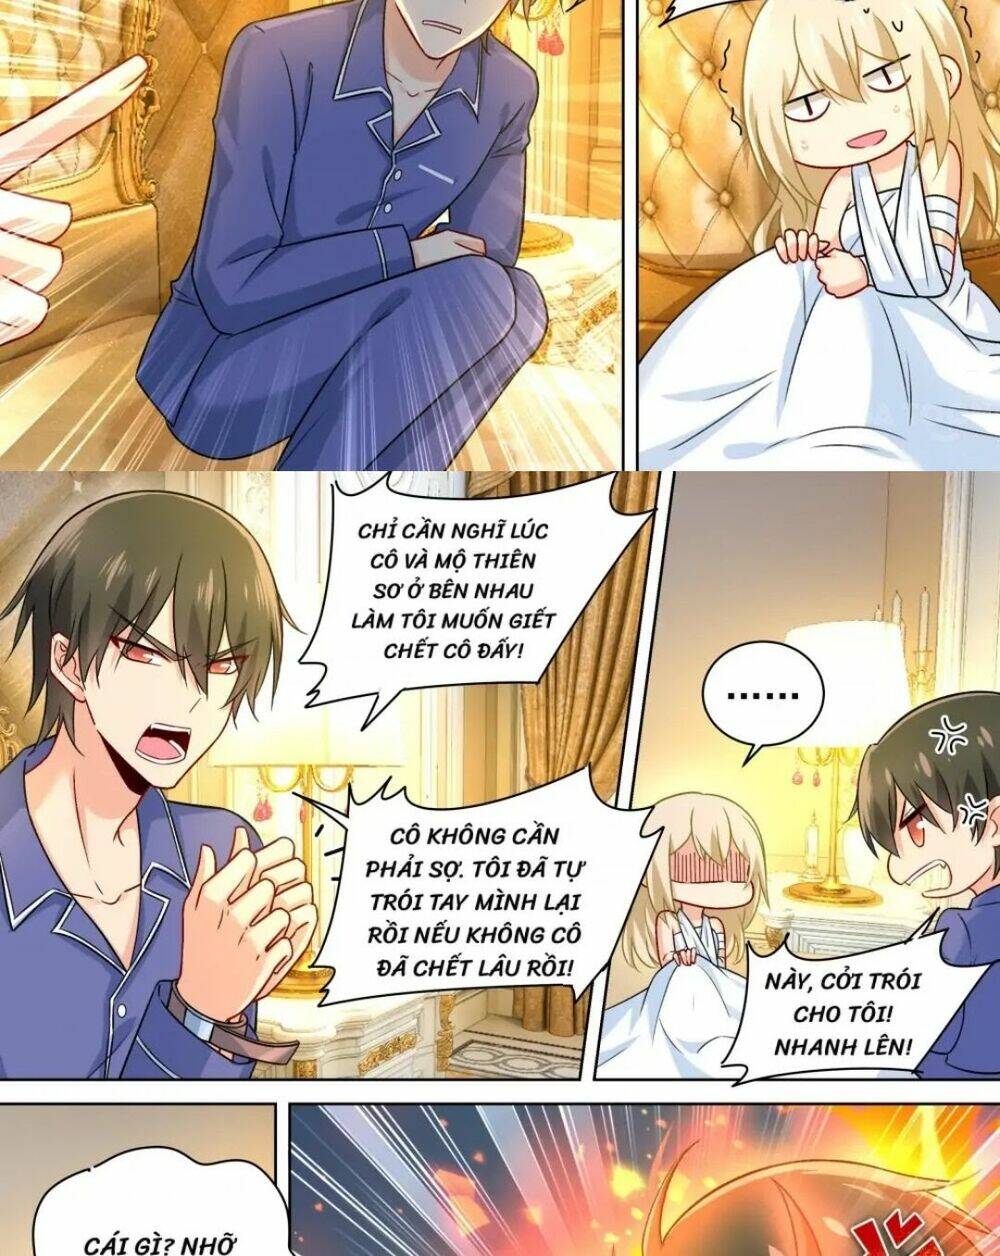 CHỈ CẦN NGHĨ LÚC
CÔ VÀ MỘ THIÊN
SƠ Ở BÊN NHAU
LÀM TÔI MUỐN GIẾT
CHẾT CÔ ĐẤY!
......
CÔ KHÔNG CẦN
PHẢI SỢ. TÔI ĐÃ TỰ
TRÓI TAY MÌNH LẠI
RỒI NẾU KHÔNG CÔ
ĐÃ CHẾT LÂU RỒI!
NÀY, CỞI TRÓI
CHO TÔI!
NHANH LÊN!
CÁI GÌ? NHỠ